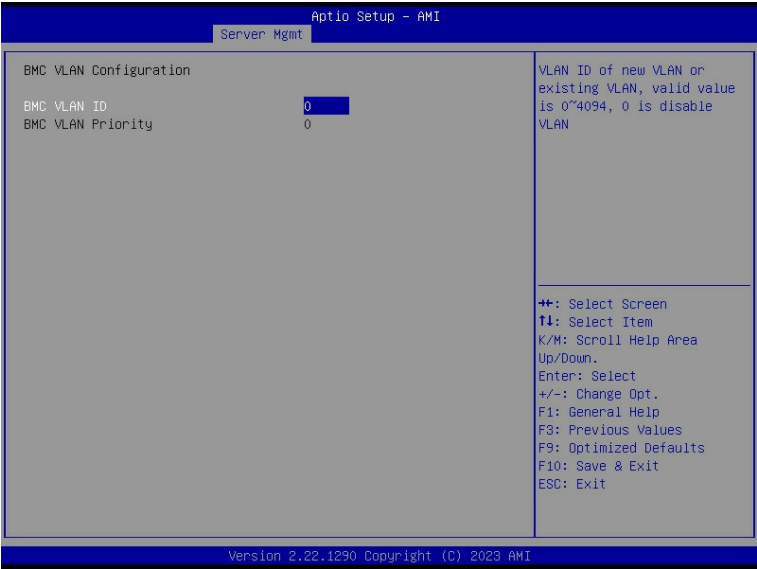 Aptio Setup – AMI
Server Mgmt
BMC VLAN Configuration
BMC VLAN ID 0
BMC VLAN Priority 0
VLAN ID of new VLAN or
existing VLAN, valid value
is 0~4094, 0 is disable
VLAN
→←: Select Screen
↑↓: Select Item
K/M: Scroll Help Area
Up/Down.
Enter: Select
+/-: Change Opt.
F1: General Help
F3: Previous Values
F9: Optimized Defaults
F10: Save & Exit
ESC: Exit
Version 2.22.1290 Copyright (C) 2023 AMI